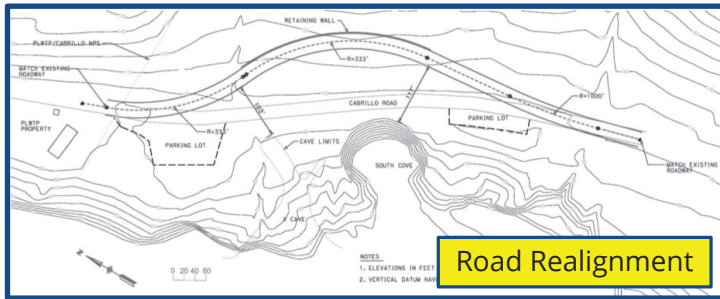 RETAINING WALL
PLWTP/CABRILLO NPS
R=333'
MATCH EXISTING
ROADWAY
CABRILLO ROAD
R=1000'
PLWTP
PROPERTY
R=333'
165'
117'
PARKING LOT
PARKING LOT
CAVE LIMITS
MATCH EXISTING
ROADWAY
SOUTH COVE
CAVE
N
0 20 40 60
NOTES
1. ELEVATIONS IN FEET
2. VERTICAL DATUM NAV
Road Realignment